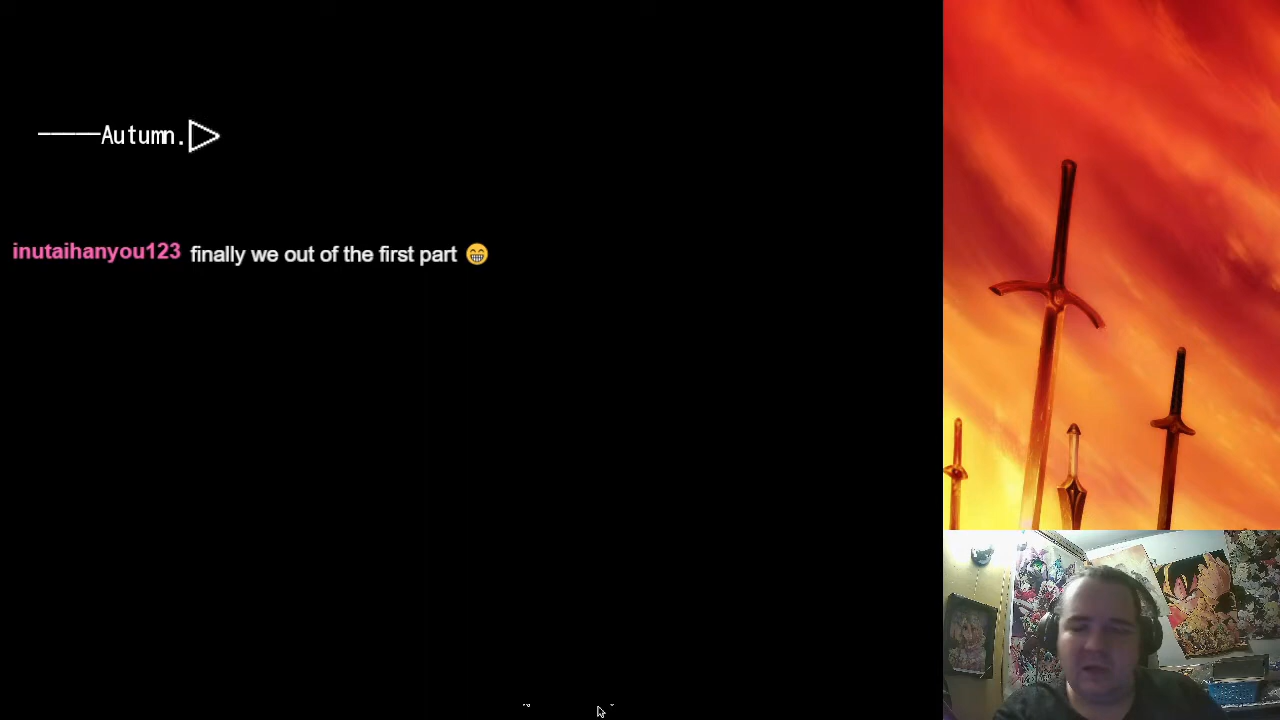 ────Autumn.
inutaihanyou123 finally we out of the first part 😁